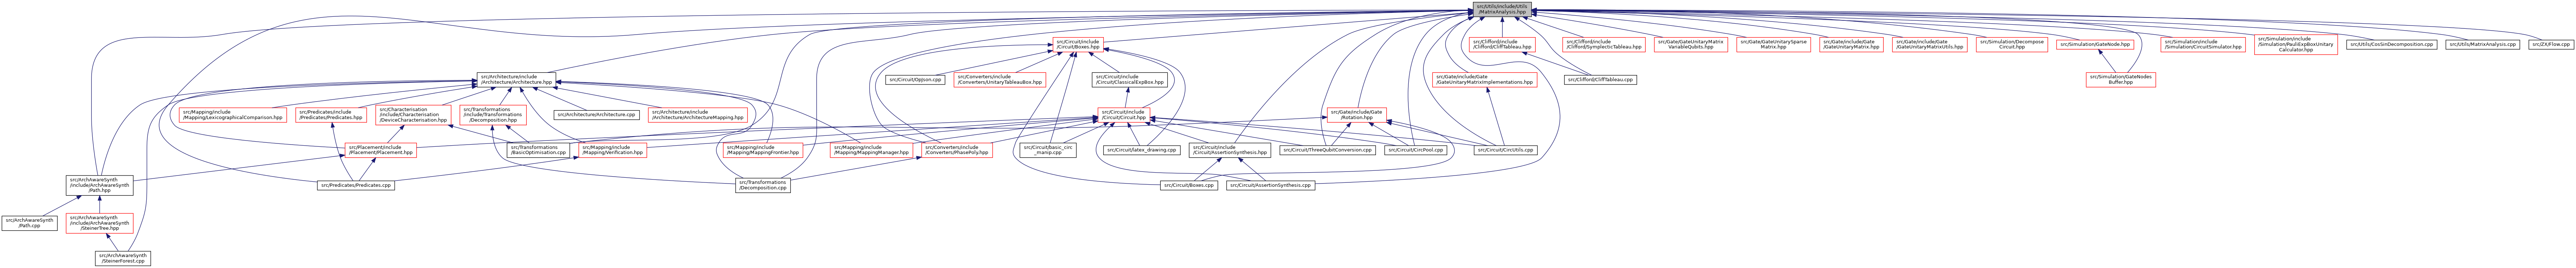 src/Utils/include/Utils
/MatrixAnalysis.hpp
src/Circuit/include
/Circuit/Boxes.hpp
src/Clifford/include
/Clifford/CliffTableau.hpp
src/Clifford/include
/Clifford/SymplecticTableau.hpp
src/Gate/GateUnitaryMatrix
VariableQubits.hpp
src/Gate/GateUnitarySparse
Matrix.hpp
src/Gate/include/Gate
/GateUnitaryMatrix.hpp
src/Gate/include/Gate
/GateUnitaryMatrixUtils.hpp
src/Simulation/Decompose
Circuit.hpp
src/Simulation/GateNode.hpp
src/Simulation/include
/Simulation/CircuitSimulator.hpp
src/Simulation/include
/Simulation/PauliExpBoxUnitary
Calculator.hpp
src/Utils/CosSinDecomposition.cpp
src/Utils/MatrixAnalysis.cpp
src/ZX/Flow.cpp
src/Architecture/include
/Architecture/Architecture.hpp
src/Circuit/OpJson.cpp
src/Converters/include
/Converters/UnitaryTableauBox.hpp
src/Circuit/include
/Circuit/ClassicalExpBox.hpp
src/Gate/include/Gate
/GateUnitaryMatrixImplementations.hpp
src/Clifford/CliffTableau.cpp
src/Simulation/GateNodes
Buffer.hpp
src/Mapping/include
/Mapping/LexicographicalComparison.hpp
src/Predicates/include
/Predicates/Predicates.hpp
src/Characterisation
/include/Characterisation
/DeviceCharacterisation.hpp
src/Transformations
/include/Transformations
/Decomposition.hpp
src/Architecture/Architecture.cpp
src/Architecture/include
/Architecture/ArchitectureMapping.hpp
src/Circuit/include
/Circuit/Circuit.hpp
src/Gate/include/Gate
/Rotation.hpp
src/Placement/include
/Placement/Placement.hpp
src/Transformations
/BasicOptimisation.cpp
src/Mapping/include
/Mapping/Verification.hpp
src/Mapping/include
/Mapping/MappingFrontier.hpp
src/Mapping/include
/Mapping/MappingManager.hpp
src/Converters/include
/Converters/PhasePoly.hpp
src/Circuit/basic_circ
_manip.cpp
src/Circuit/latex_drawing.cpp
src/Circuit/include
/Circuit/AssertionSynthesis.hpp
src/Circuit/ThreeQubitConversion.cpp
src/Circuit/CircPool.cpp
src/Circuit/CircUtils.cpp
src/ArchAwareSynth
/include/ArchAwareSynth
/Path.hpp
src/Predicates/Predicates.cpp
src/Transformations
/Decomposition.cpp
src/Circuit/Boxes.cpp
src/Circuit/AssertionSynthesis.cpp
src/ArchAwareSynth
/Path.cpp
src/ArchAwareSynth
/include/ArchAwareSynth
/SteinerTree.hpp
src/ArchAwareSynth
/SteinerForest.cpp